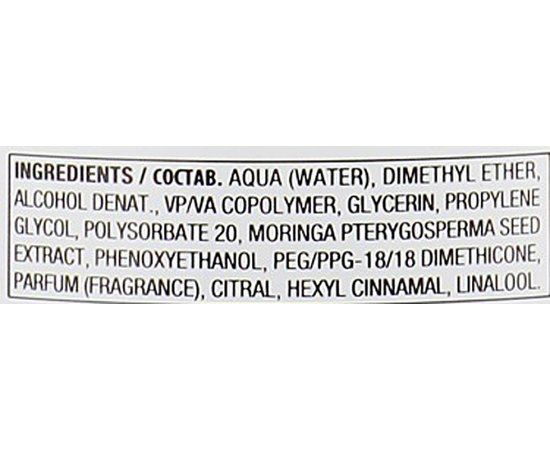 INGREDIENTS / СОСТАВ. AQUA (WATER), DIMETHYL ETHER,
ALCOHOL DENAT., VP/VA COPOLYMER, GLYCERIN, PROPYLENE
GLYCOL, POLYSORBATE 20, MORINGA PTERYGOSPERMA SEED
EXTRACT, PHENOXYETHANOL, PEG/PPG-18/18 DIMETHICONE,
PARFUM (FRAGRANCE), CITRAL, HEXYL CINNAMAL, LINALOOL.